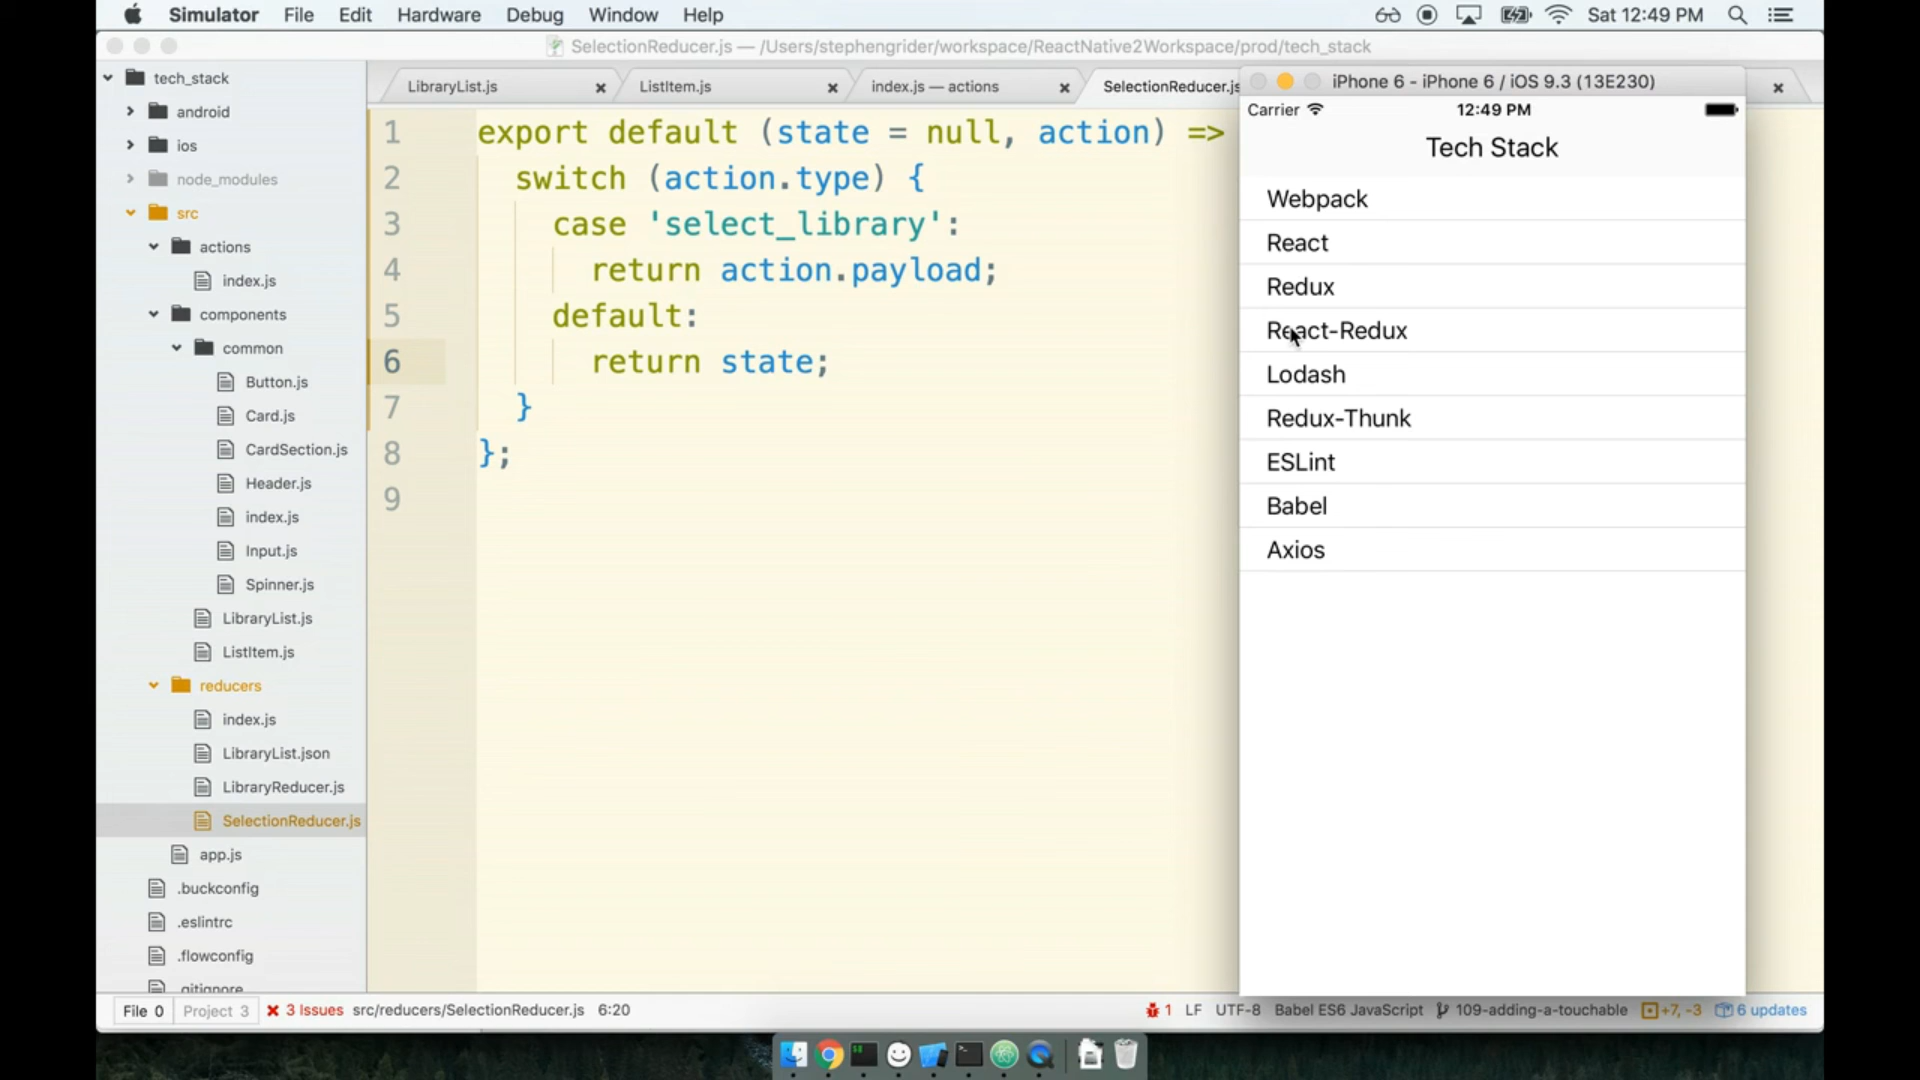 Simulator File Edit Hardware Debug Window Help Sat 12:49 PM
SelectionReducer.js — /Users/stephengrider/workspace/ReactNative2Workspace/prod/tech_stack
tech_stack
android
ios
node_modules
src
actions
index.js
components
common
Button.js
Card.js
CardSection.js
Header.js
index.js
Input.js
Spinner.js
LibraryList.js
ListItem.js
reducers
index.js
LibraryList.json
LibraryReducer.js
SelectionReducer.js
app.js
.buckconfig
.eslintrc
.flowconfig
.gitignore
LibraryList.js ListItem.js index.js — actions SelectionReducer.js
1 export default (state = null, action) =>
2 switch (action.type) {
3 case 'select_library':
4 return action.payload;
5 default:
6 return state;
7 }
8 };
9
iPhone 6 - iPhone 6 / iOS 9.3 (13E230)
Carrier 12:49 PM
Tech Stack
Webpack
React
Redux
React-Redux
Lodash
Redux-Thunk
ESLint
Babel
Axios
File 0 Project 3 3 Issues src/reducers/SelectionReducer.js 6:20 1 LF UTF-8 Babel ES6 JavaScript 109-adding-a-touchable +7, -3 6 updates